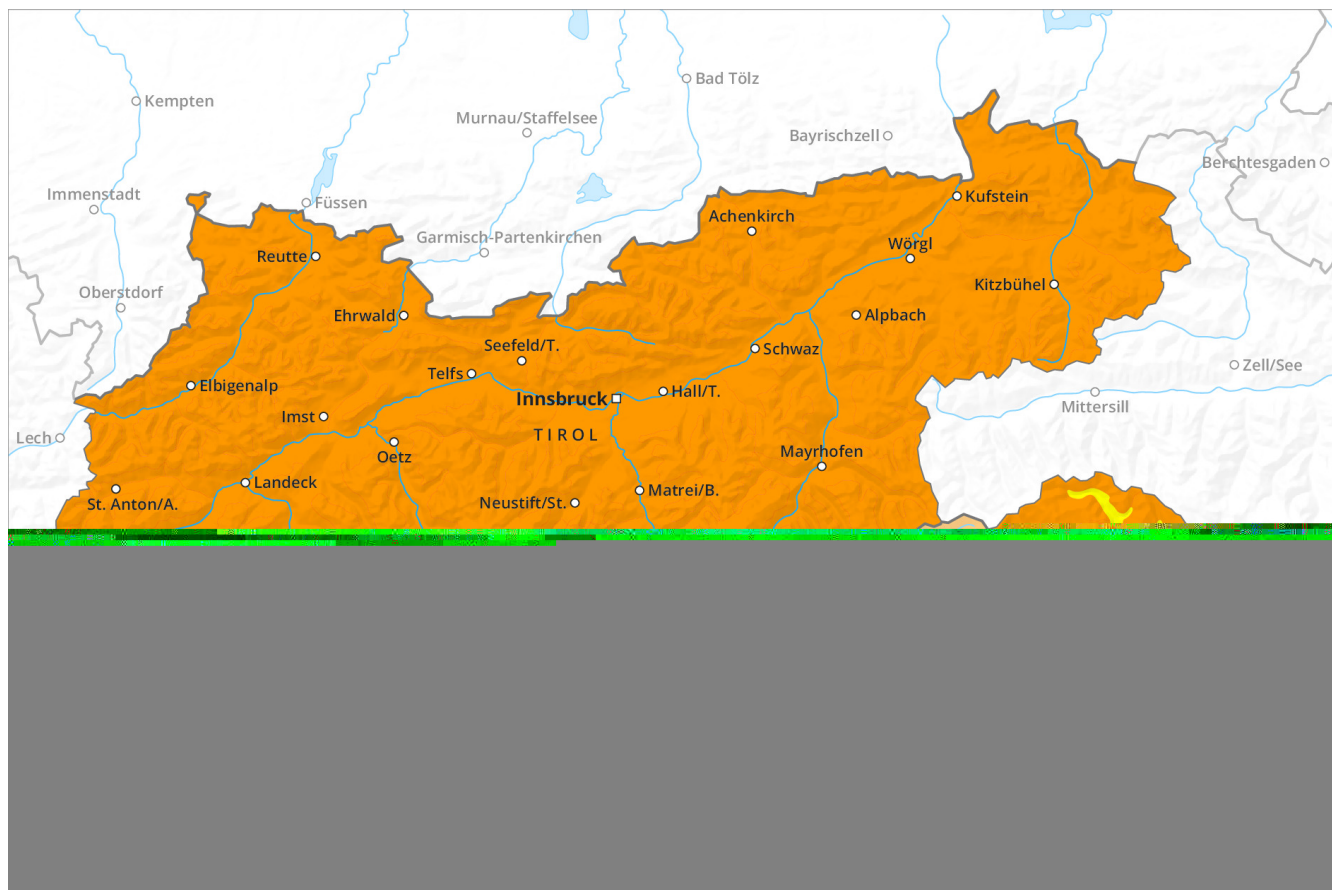 Bad Tölz
Kempten
Murnau/Staffelsee
Bayrischzell
Berchtesgaden
Immenstadt
Füssen
Kufstein
Achenkirch
Garmisch-Partenkirchen
Wörgl
Reutte
Kitzbühel
Oberstdorf
Ehrwald
Alpbach
Seefeld/T.
Schwaz
Zell/See
Telfs
Elbigenalp
Hall/T.
Innsbruck
Mittersill
Imst
TIROL
Lech
Mayrhofen
Oetz
Landeck
Matrei/B.
St. Anton/A.
Neustift/St.